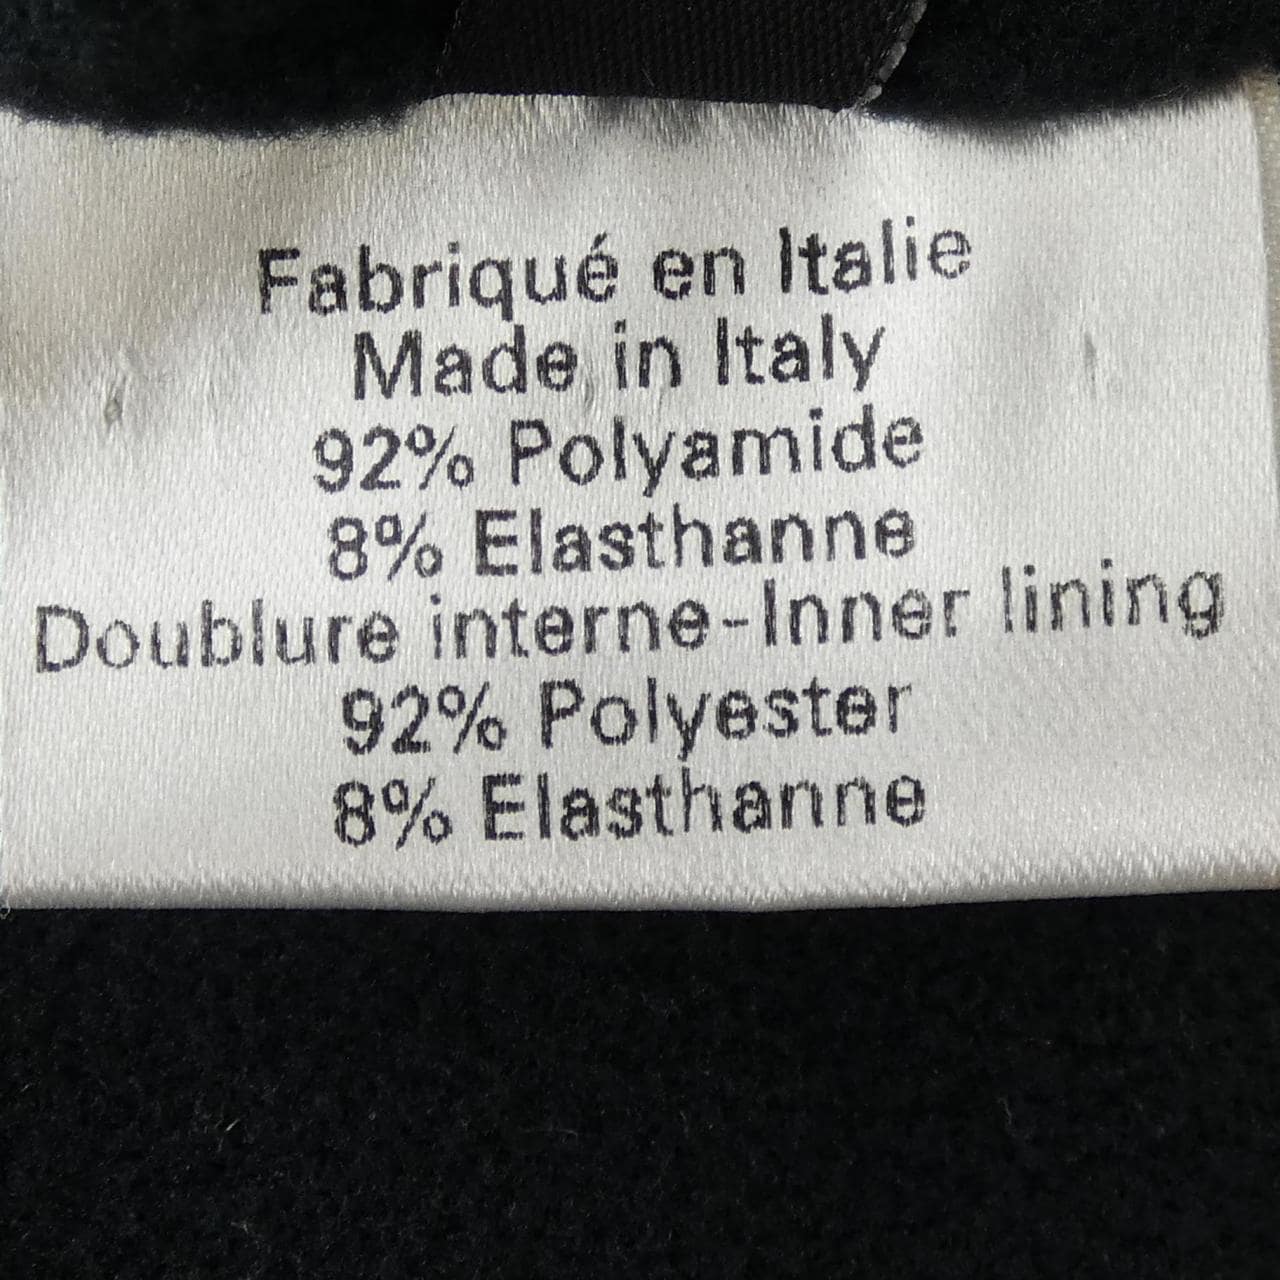 Fabriqué en Italie
Made in Italy
92% Polyamide
8% Elasthanne
Doublure interne-Inner lining
92% Polyester
8% Elasthanne